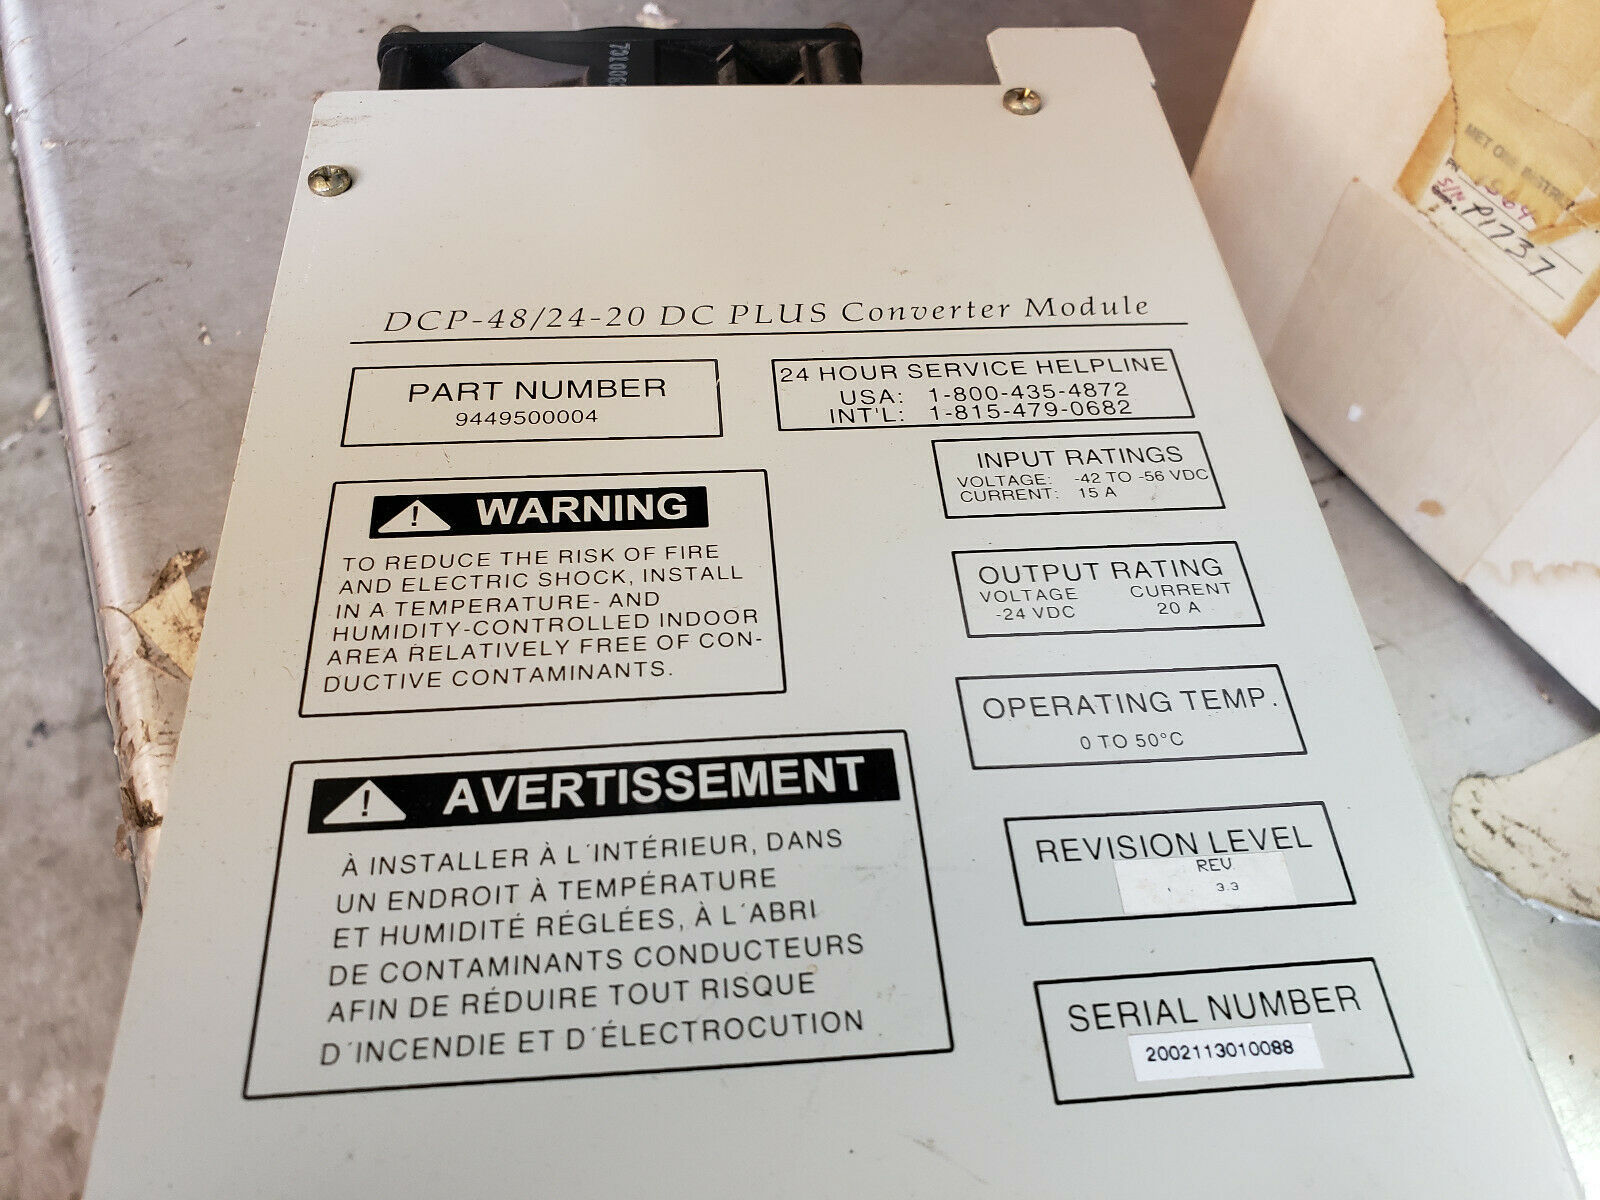 DCP-48/24-20 DC PLUS Converter Module
PART NUMBER
9449500004
24 HOUR SERVICE HELPLINE
USA: 1-800-435-4872
INT'L: 1-815-479-0682
INPUT RATINGS
VOLTAGE: -42 TO -56 VDC
CURRENT: 15 A
OUTPUT RATING
VOLTAGE CURRENT
-24 VDC 20 A
OPERATING TEMP.
0 TO 50°C
REVISION LEVEL
REV.
3.3
SERIAL NUMBER
2002113010088
WARNING
TO REDUCE THE RISK OF FIRE
AND ELECTRIC SHOCK, INSTALL
IN A TEMPERATURE- AND
HUMIDITY-CONTROLLED INDOOR
AREA RELATIVELY FREE OF CON-
DUCTIVE CONTAMINANTS.
AVERTISSEMENT
À INSTALLER À L'INTÉRIEUR, DANS
UN ENDROIT À TEMPÉRATURE
ET HUMIDITÉ RÉGLÉES, À L'ABRI
DE CONTAMINANTS CONDUCTEURS
AFIN DE RÉDUIRE TOUT RISQUE
D'INCENDIE ET D'ÉLECTROCUTION
MET ONE
PN
S/N P1737